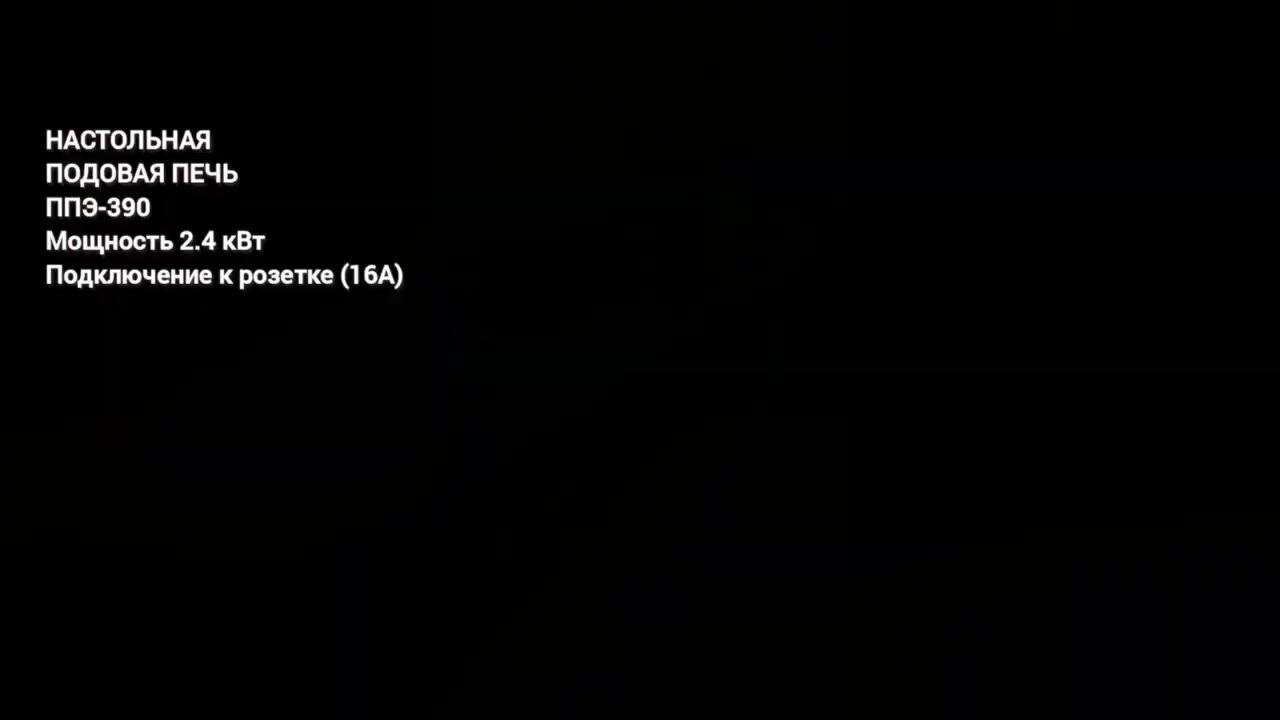 НАСТОЛЬНАЯ
ПОДОВАЯ ПЕЧЬ
ППЭ-390
Мощность 2.4 кВт
Подключение к розетке (16А)